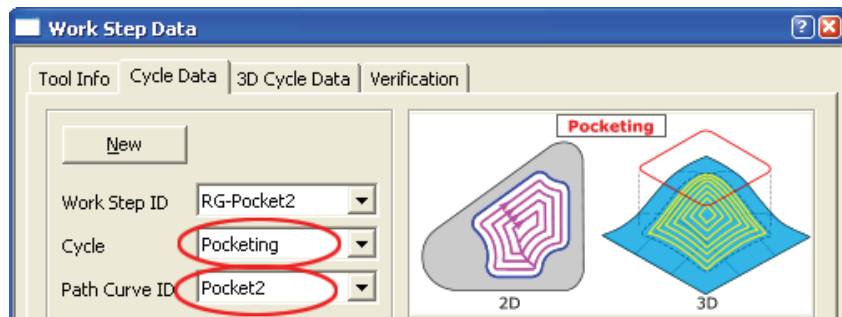 Work Step Data
Tool Info Cycle Data 3D Cycle Data Verification
New
Work Step ID RG-Pocket2
Cycle Pocketing
Path Curve ID Pocket2
Pocketing
2D 3D